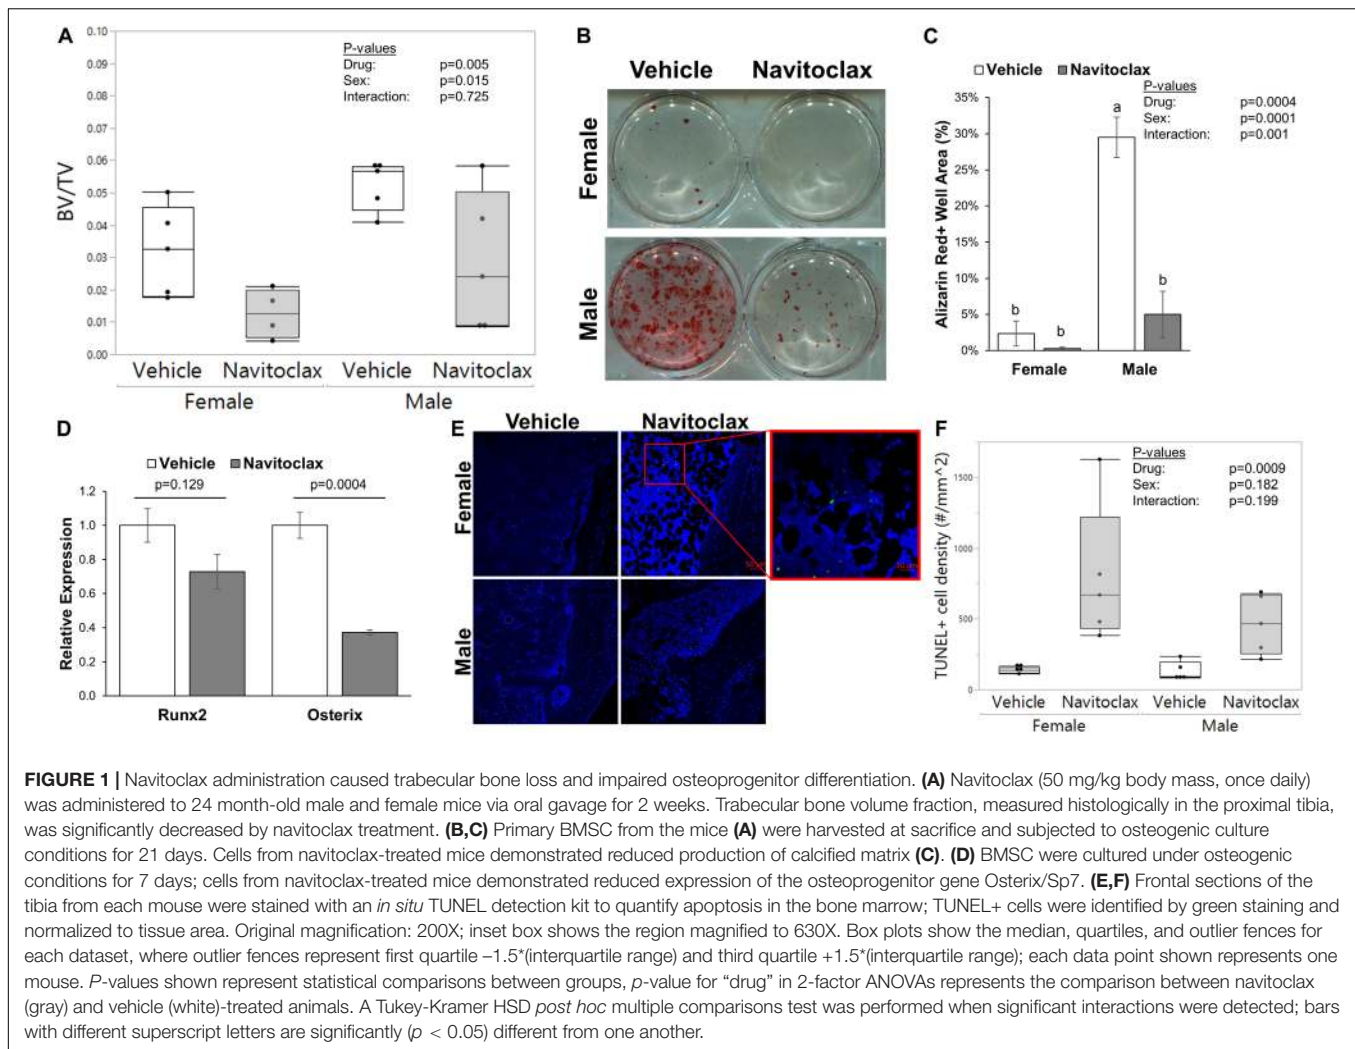 A
0.10
0.09
0.08
0.07
0.06
0.05
0.04
0.03
0.02
0.01
0.00
BV/TV
P-values
Drug: p=0.005
Sex: p=0.015
Interaction: p=0.725
Vehicle Navitoclax Vehicle Navitoclax
Female Male
B
Vehicle Navitoclax
Female
Male
C
Vehicle Navitoclax
P-values
Drug: p=0.0004
Sex: p=0.0001
Interaction: p=0.001
Alizarin Red+ Well Area (%)
35%
30%
25%
20%
15%
10%
5%
0%
b b a b
Female Male
D
Vehicle Navitoclax
p=0.129 p=0.0004
Relative Expression
1.2
1.0
0.8
0.6
0.4
0.2
0.0
Runx2 Osterix
E
Vehicle Navitoclax
Female
Male
F
TUNEL+ cell density (#/mm^2)
1500
1000
500
0
P-values
Drug: p=0.0009
Sex: p=0.182
Interaction: p=0.199
Vehicle Navitoclax Vehicle Navitoclax
Female Male
FIGURE 1 | Navitoclax administration caused trabecular bone loss and impaired osteoprogenitor differentiation. (A) Navitoclax (50 mg/kg body mass, once daily)
was administered to 24 month-old male and female mice via oral gavage for 2 weeks. Trabecular bone volume fraction, measured histologically in the proximal tibia,
was significantly decreased by navitoclax treatment. (B,C) Primary BMSC from the mice (A) were harvested at sacrifice and subjected to osteogenic culture
conditions for 21 days. Cells from navitoclax-treated mice demonstrated reduced production of calcified matrix (C). (D) BMSC were cultured under osteogenic
conditions for 7 days; cells from navitoclax-treated mice demonstrated reduced expression of the osteoprogenitor gene Osterix/Sp7. (E,F) Frontal sections of the
tibia from each mouse were stained with an in situ TUNEL detection kit to quantify apoptosis in the bone marrow; TUNEL+ cells were identified by green staining and
normalized to tissue area. Original magnification: 200X; inset box shows the region magnified to 630X. Box plots show the median, quartiles, and outlier fences for
each dataset, where outlier fences represent first quartile –1.5*(interquartile range) and third quartile +1.5*(interquartile range); each data point shown represents one
mouse. P-values shown represent statistical comparisons between groups, p-value for “drug” in 2-factor ANOVAs represents the comparison between navitoclax
(gray) and vehicle (white)-treated animals. A Tukey-Kramer HSD post hoc multiple comparisons test was performed when significant interactions were detected; bars
with different superscript letters are significantly (p < 0.05) different from one another.